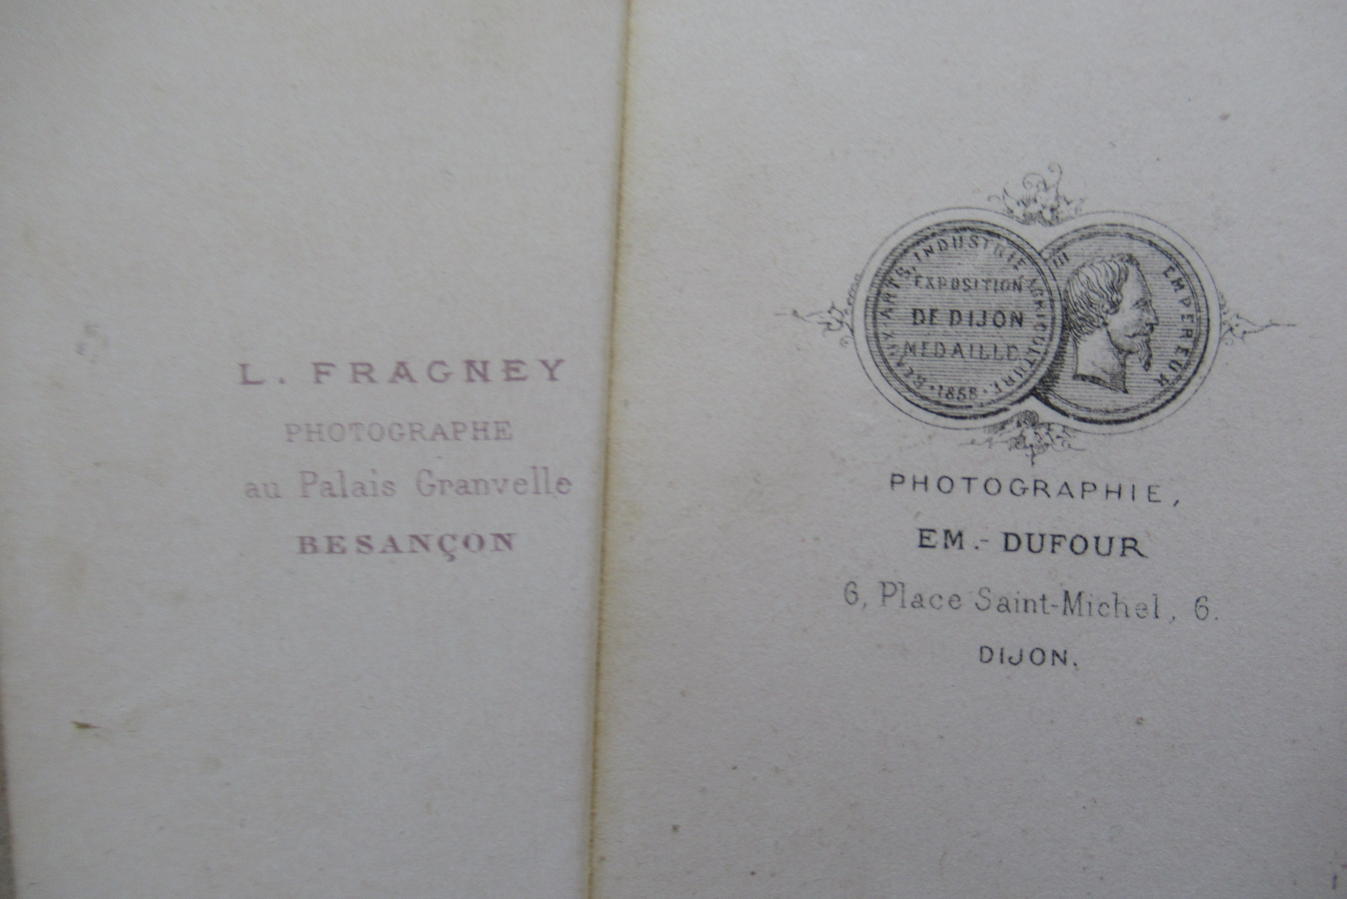 L. FRAGNEY
PHOTOGRAPHE
au Palais Granvelle
BESANÇON
BEAUX-ARTS, INDUSTRIE, AGRICULTURE
EXPOSITION
DE DIJON
MEDAILLE
1858
EMPEREUR
PHOTOGRAPHIE,
EM.- DUFOUR
6, Place Saint-Michel, 6.
DIJON.